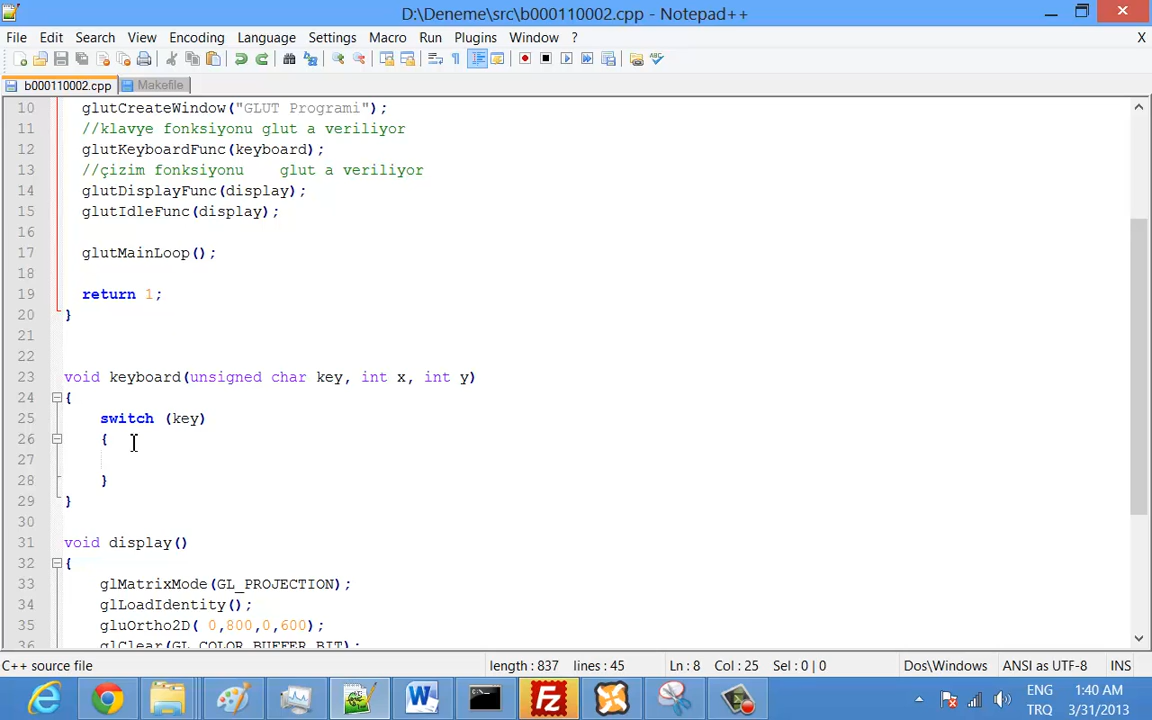 D:\Deneme\src\b000110002.cpp - Notepad++
File Edit Search View Encoding Language Settings Macro Run Plugins Window ? X
b000110002.cpp Makefile
10 glutCreateWindow("GLUT Programi");
11 //klavye fonksiyonu glut a veriliyor
12 glutKeyboardFunc(keyboard);
13 //çizim fonksiyonu    glut a veriliyor
14 glutDisplayFunc(display);
15 glutIdleFunc(display);
16
17 glutMainLoop();
18
19 return 1;
20 }
21
22
23 void keyboard(unsigned char key, int x, int y)
24 {
25 switch (key)
26 {
27
28 }
29 }
30
31 void display()
32 {
33 glMatrixMode(GL_PROJECTION);
34 glLoadIdentity();
35 gluOrtho2D( 0,800,0,600);
36 glClear(GL_COLOR_BUFFER_BIT);
C++ source file length : 837 lines : 45 Ln : 8 Col : 25 Sel : 0 | 0 Dos\Windows ANSI as UTF-8 INS
ENG 1:40 AM
TRQ 3/31/2013